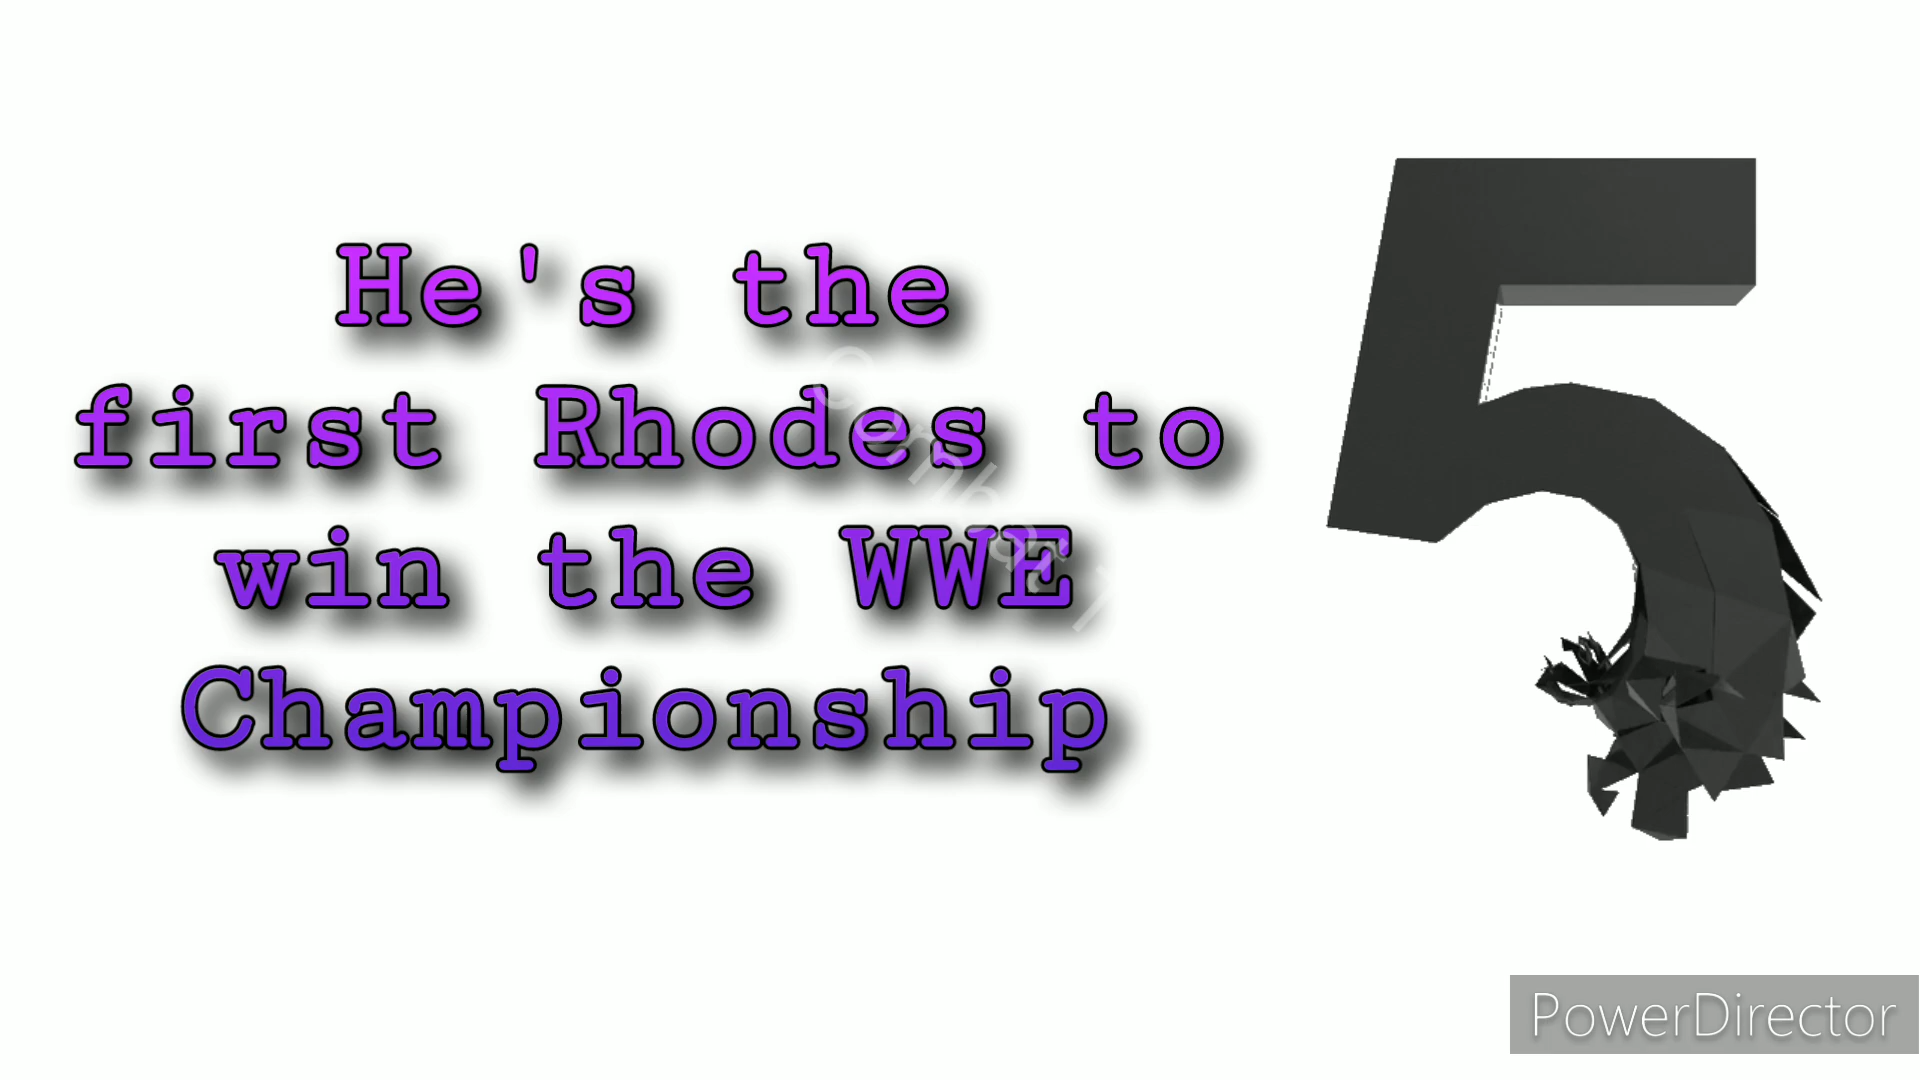 He's the
first Rhodes to
win the WWE
Championship
5
PowerDirector